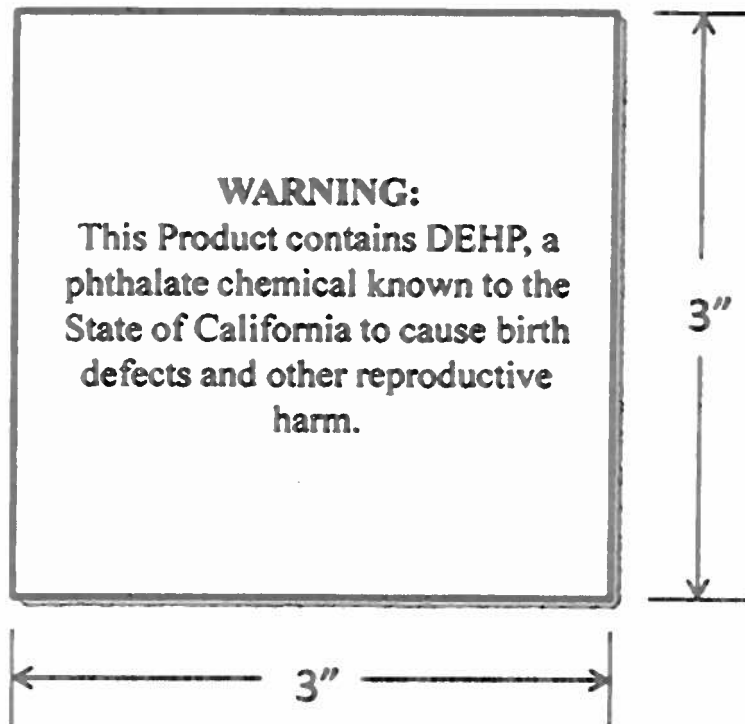 WARNING:
This Product contains DEHP, a
phthalate chemical known to the
State of California to cause birth
defects and other reproductive
harm.
3"
3"